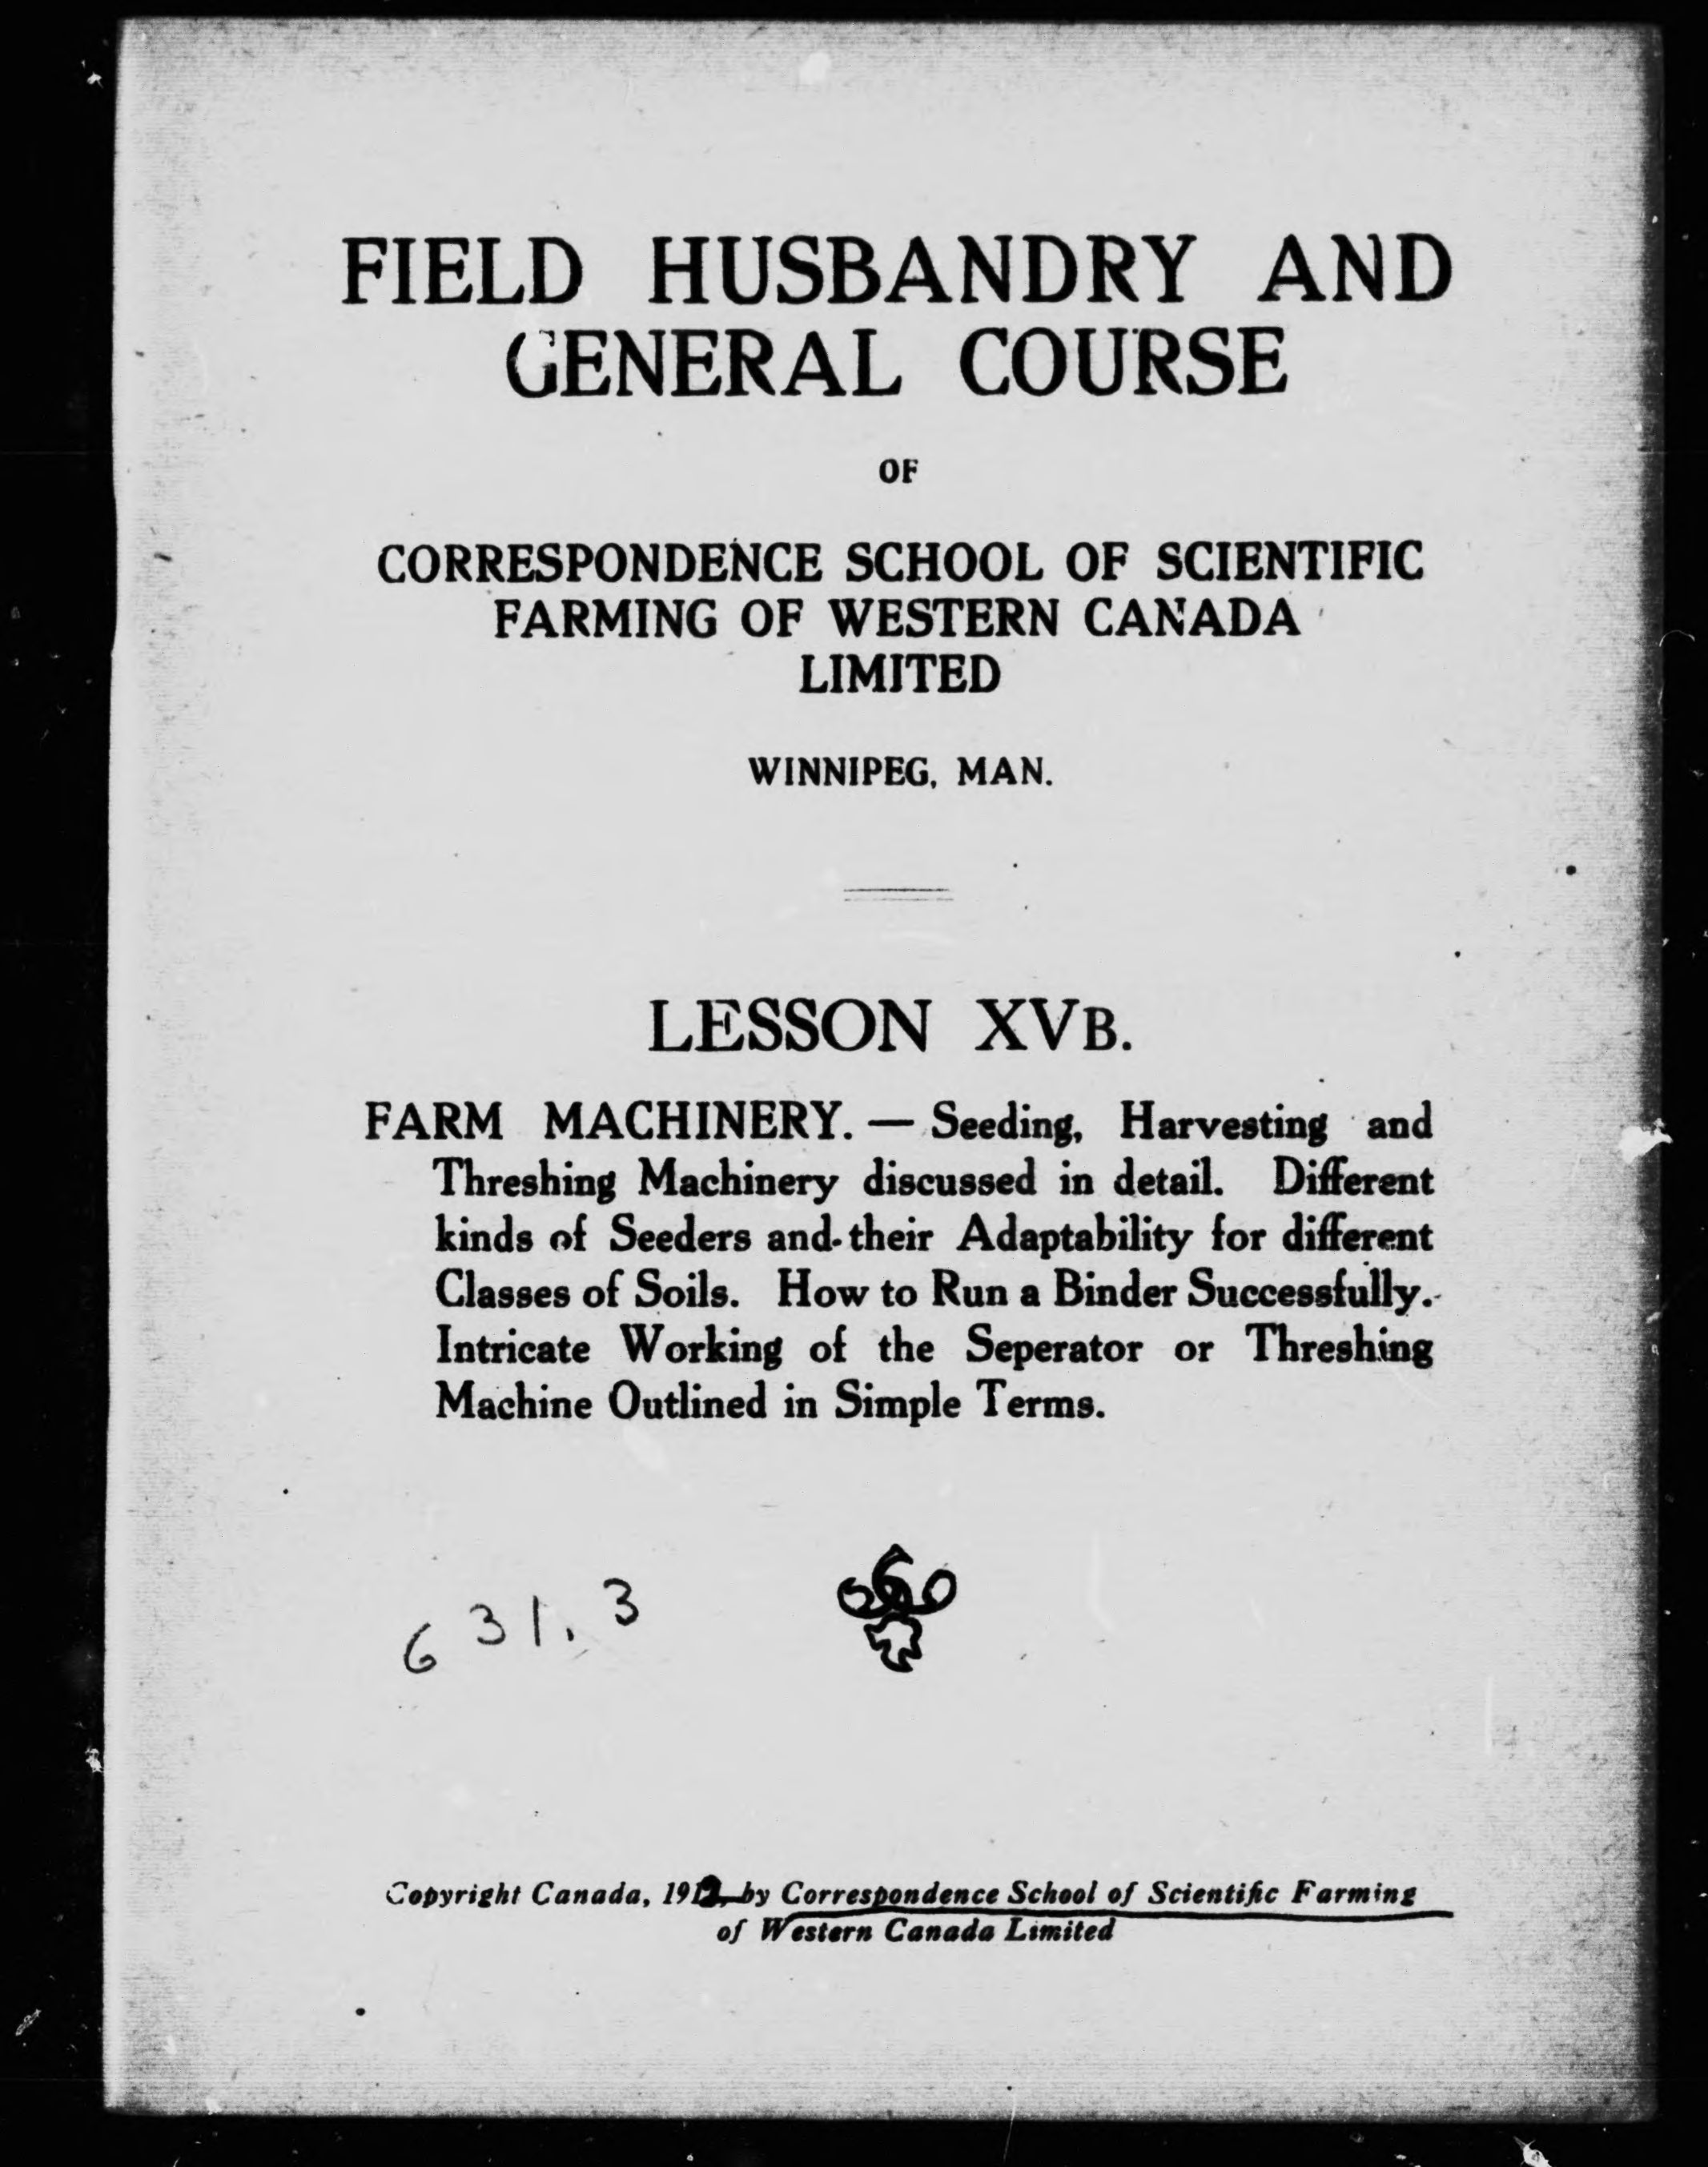 FIELD HUSBANDRY AND
GENERAL COURSE
OF
CORRESPONDENCE SCHOOL OF SCIENTIFIC
FARMING OF WESTERN CANADA
LIMITED
WINNIPEG, MAN.
LESSON XVB.
FARM MACHINERY. — Seeding, Harvesting and
Threshing Machinery discussed in detail. Different
kinds of Seeders and their Adaptability for different
Classes of Soils. How to Run a Binder Successfully.
Intricate Working of the Seperator or Threshing
Machine Outlined in Simple Terms.
631.3
Copyright Canada, 1912, by Correspondence School of Scientific Farming
of Western Canada Limited